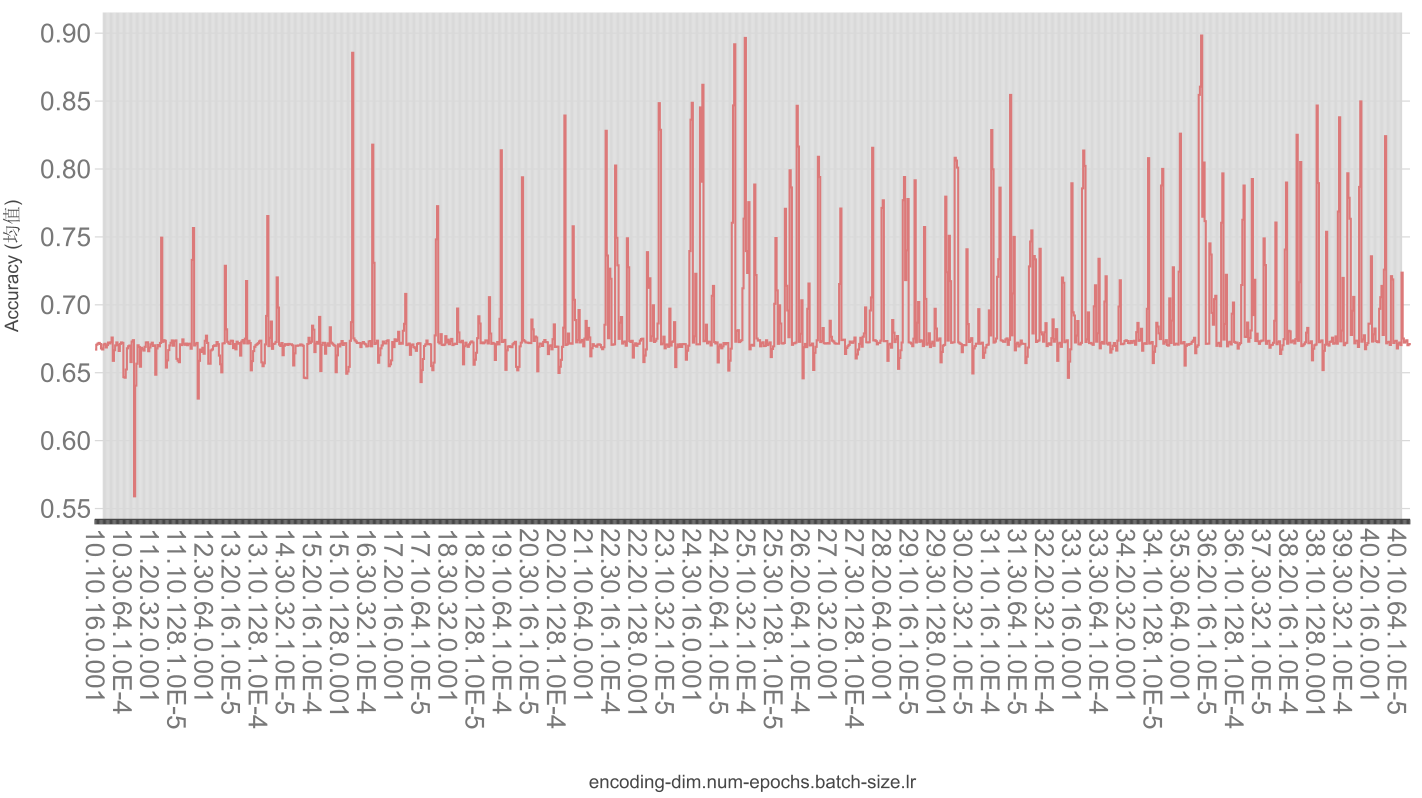 0.90
0.85
0.80
0.75
0.70
0.65
0.60
0.55
Accuracy (均值)
10.10.16.0.001
10.30.64.1.0E-4
11.20.32.0.001
11.10.128.1.0E-5
12.30.64.0.001
13.20.16.1.0E-5
13.10.128.1.0E-4
14.30.32.1.0E-5
15.20.16.1.0E-4
15.10.128.0.001
16.30.32.1.0E-4
17.20.16.0.001
17.10.64.1.0E-5
18.30.32.0.001
18.20.128.1.0E-5
19.10.64.1.0E-4
20.30.16.1.0E-5
20.20.128.1.0E-4
21.10.64.0.001
22.30.16.1.0E-4
22.20.128.0.001
23.10.32.1.0E-5
24.30.16.0.001
24.20.64.1.0E-5
25.10.32.1.0E-4
25.30.128.1.0E-5
26.20.64.1.0E-4
27.10.32.0.001
27.30.128.1.0E-4
28.20.64.0.001
29.10.16.1.0E-5
29.30.128.0.001
30.20.32.1.0E-5
31.10.16.1.0E-4
31.30.64.1.0E-5
32.20.32.1.0E-4
33.10.16.0.001
33.30.64.1.0E-4
34.20.32.0.001
34.10.128.1.0E-5
35.30.64.0.001
36.20.16.1.0E-5
36.10.128.1.0E-4
37.30.32.1.0E-5
38.20.16.1.0E-4
38.10.128.0.001
39.30.32.1.0E-4
40.20.16.0.001
40.10.64.1.0E-5
encoding-dim.num-epochs.batch-size.lr